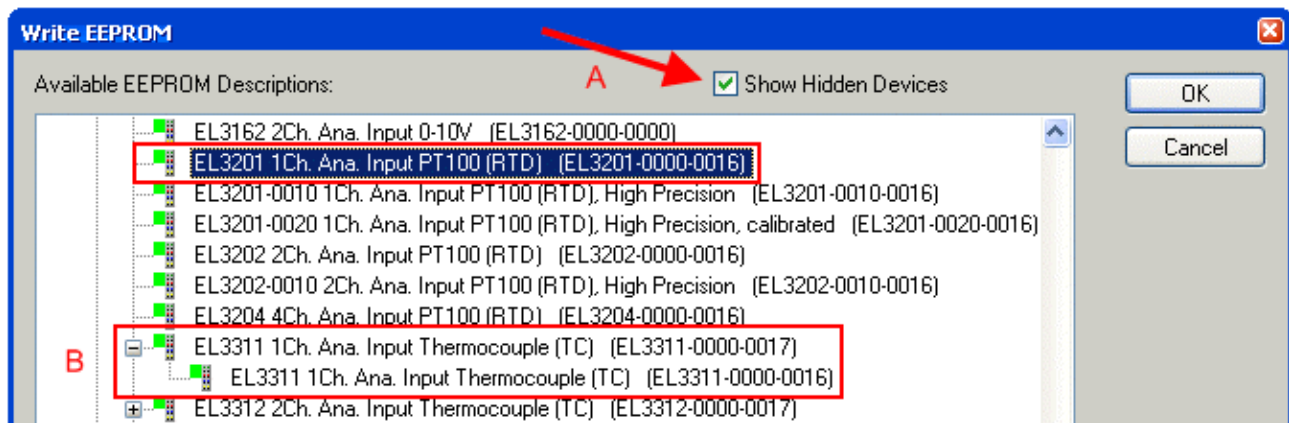 Write EEPROM
Available EEPROM Descriptions:
A
Show Hidden Devices
OK
Cancel
EL3162 2Ch. Ana. Input 0-10V (EL3162-0000-0000)
EL3201 1Ch. Ana. Input PT100 (RTD) (EL3201-0000-0016)
EL3201-0010 1Ch. Ana. Input PT100 (RTD), High Precision (EL3201-0010-0016)
EL3201-0020 1Ch. Ana. Input PT100 (RTD), High Precision, calibrated (EL3201-0020-0016)
EL3202 2Ch. Ana. Input PT100 (RTD) (EL3202-0000-0016)
EL3202-0010 2Ch. Ana. Input PT100 (RTD), High Precision (EL3202-0010-0016)
EL3204 4Ch. Ana. Input PT100 (RTD) (EL3204-0000-0016)
B
EL3311 1Ch. Ana. Input Thermocouple (TC) (EL3311-0000-0017)
EL3311 1Ch. Ana. Input Thermocouple (TC) (EL3311-0000-0016)
EL3312 2Ch. Ana. Input Thermocouple (TC) (EL3312-0000-0017)